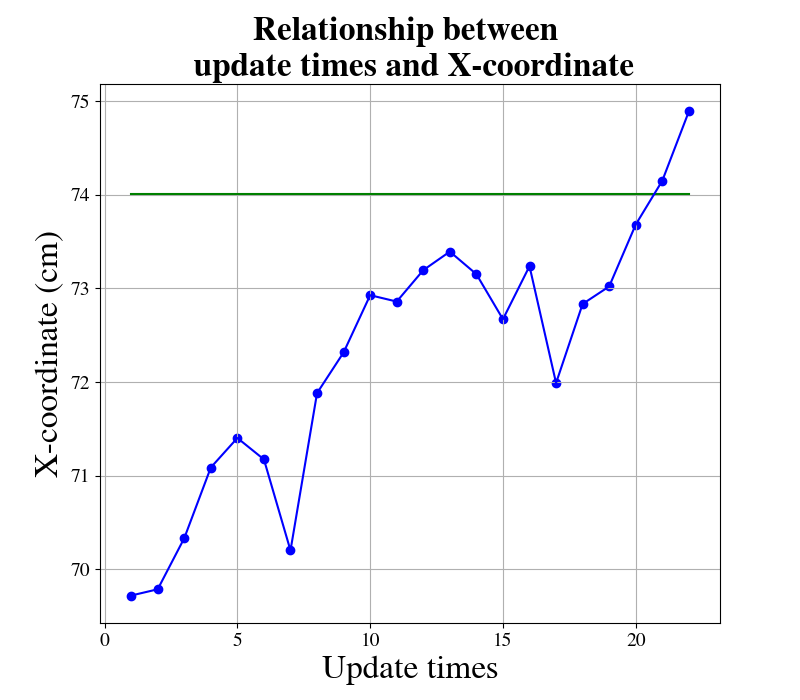 Relationship between
update times and X-coordinate
75
74
73
72
71
70
X-coordinate (cm)
0 5 10 15 20
Update times